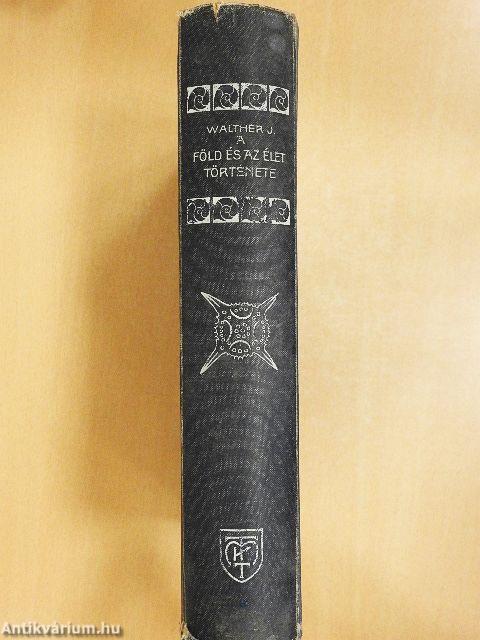 WALTHER J.
A
FÖLD ÉS AZ ÉLET
TÖRTÉNETE
Antikvárium.hu